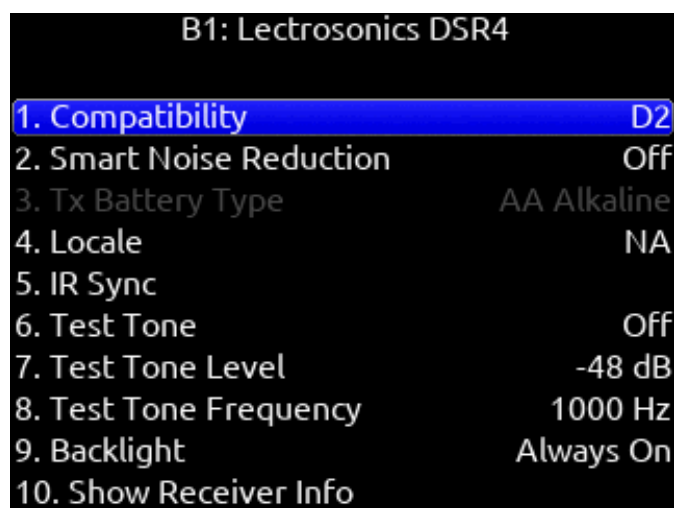 B1: Lectrosonics DSR4
1. Compatibility D2
2. Smart Noise Reduction Off
3. Tx Battery Type AA Alkaline
4. Locale NA
5. IR Sync
6. Test Tone Off
7. Test Tone Level -48 dB
8. Test Tone Frequency 1000 Hz
9. Backlight Always On
10. Show Receiver Info